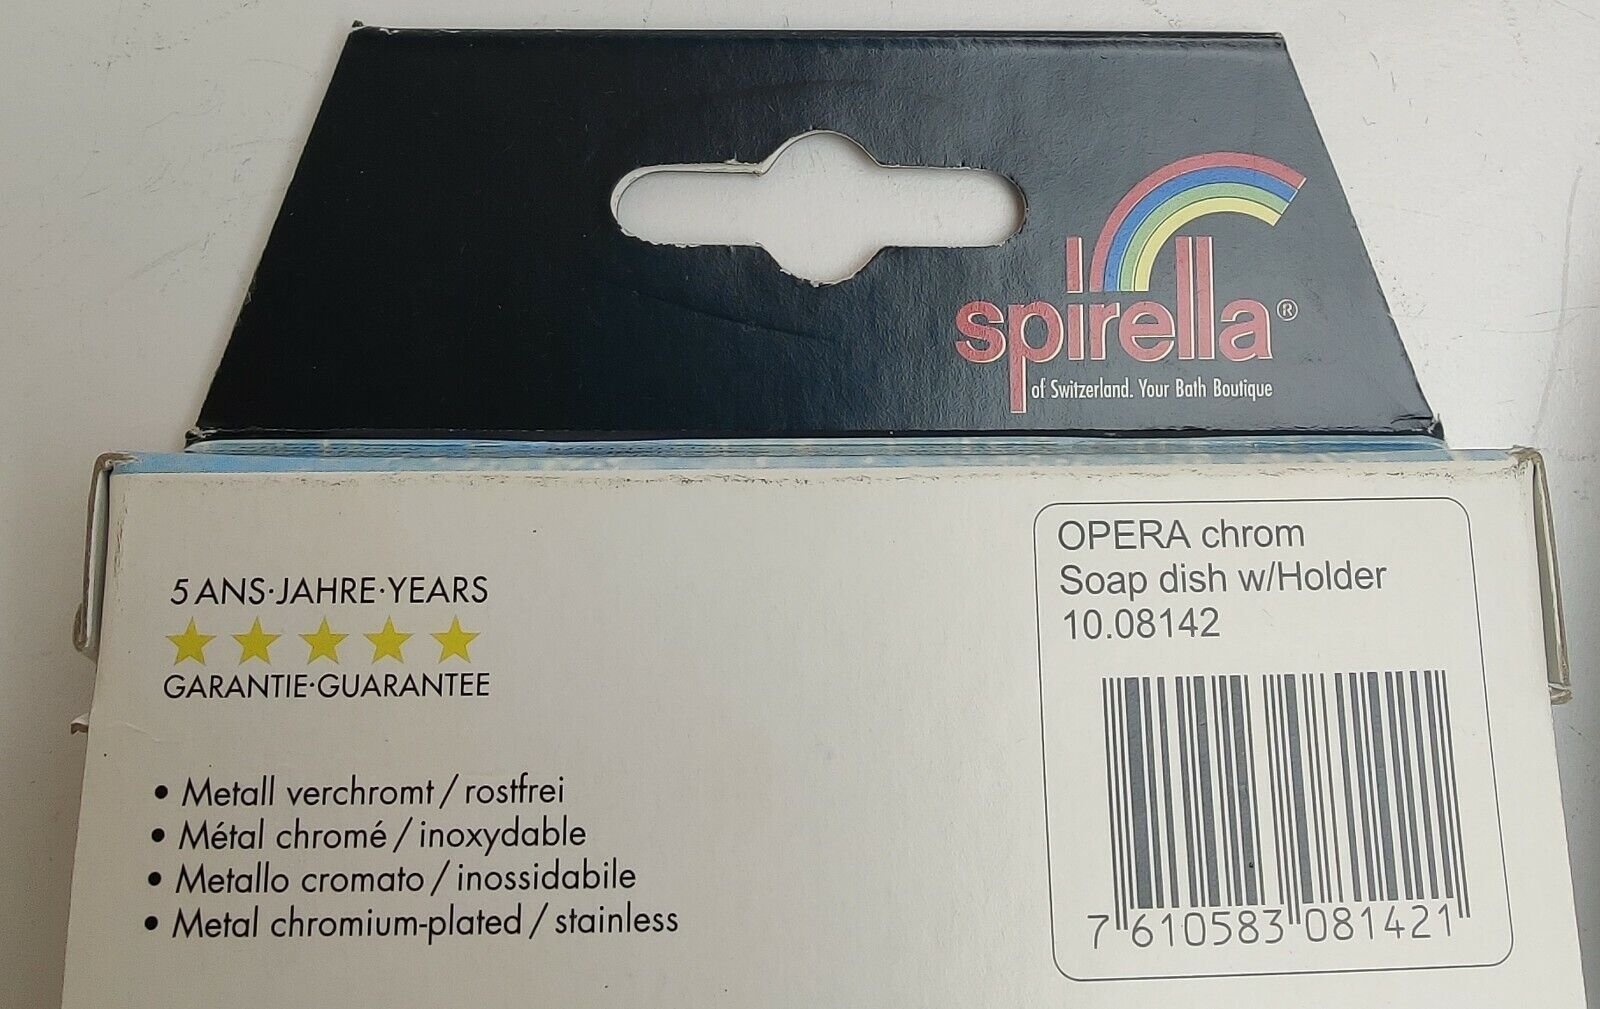 spirella®
of Switzerland. Your Bath Boutique
5 ANS·JAHRE·YEARS
GARANTIE·GUARANTEE
• Metall verchromt / rostfrei
• Métal chromé / inoxydable
• Metallo cromato / inossidabile
• Metal chromium-plated / stainless
OPERA chrom
Soap dish w/Holder
10.08142
7 610583 081421